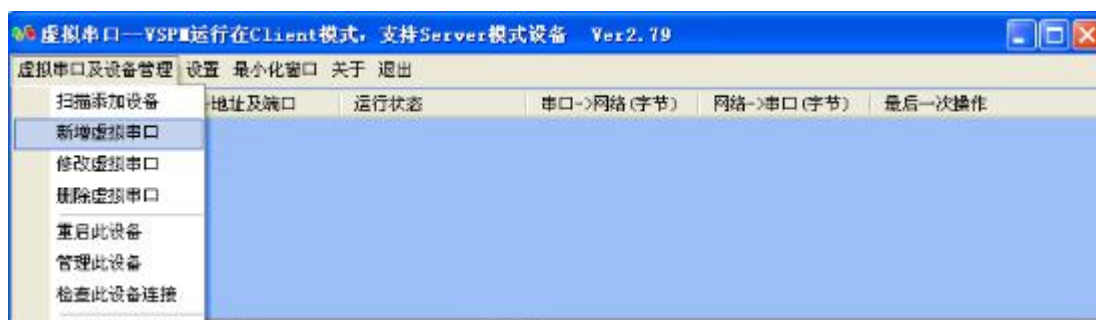 虚拟串口--VSPM运行在Client模式，支持Server模式设备 Ver2.79
虚拟串口及设备管理 设置 最小化窗口 关于 退出
扫描添加设备 地址及端口 运行状态 串口->网络(字节) 网络->串口(字节) 最后一次操作
新增虚拟串口
修改虚拟串口
删除虚拟串口
重启此设备
管理此设备
检查此设备连接